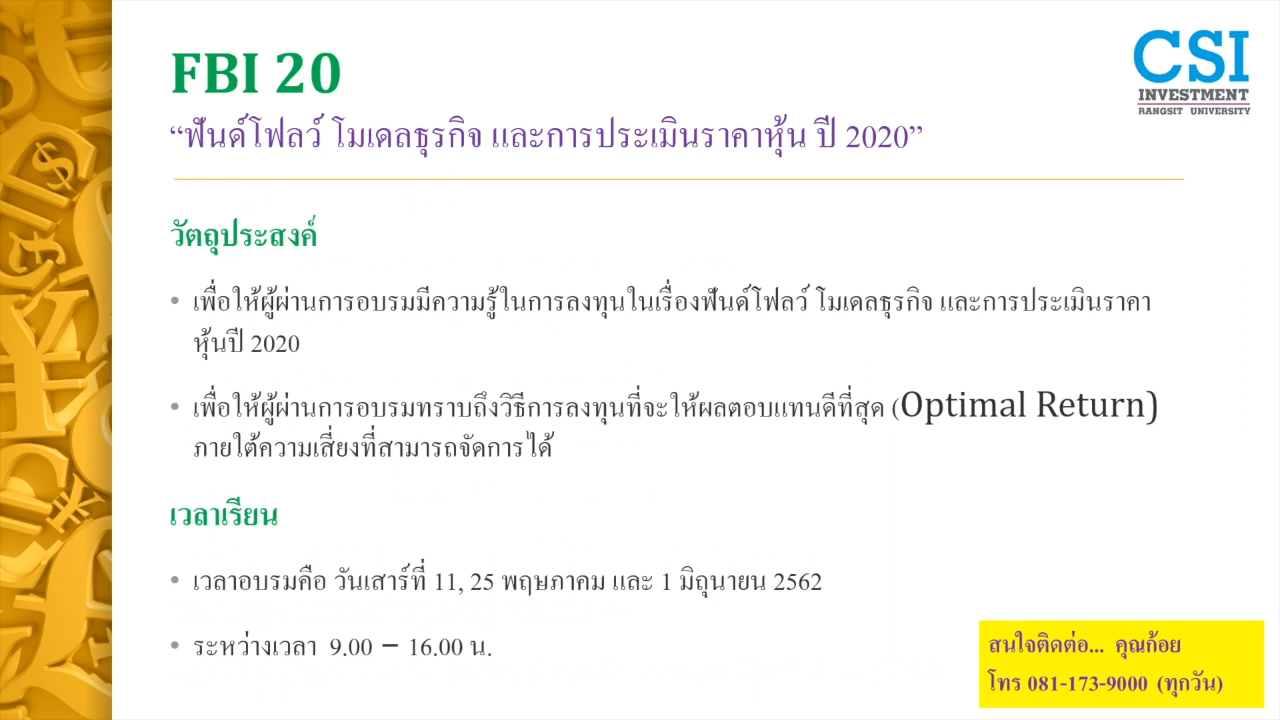 FBI 20
“ฟันด์โฟลว์ โมเดลธุรกิจ และการประเมินราคาหุ้น ปี 2020”
CSI
INVESTMENT
RANGSIT UNIVERSITY
วัตถุประสงค์
• เพื่อให้ผู้ผ่านการอบรมมีความรู้ในการลงทุนในเรื่องฟันด์โฟลว์ โมเดลธุรกิจ และการประเมินราคา
หุ้นปี 2020
• เพื่อให้ผู้ผ่านการอบรมทราบถึงวิธีการลงทุนที่จะให้ผลตอบแทนดีที่สุด (Optimal Return)
ภายใต้ความเสี่ยงที่สามารถจัดการได้
เวลาเรียน
• เวลาอบรมคือ วันเสาร์ที่ 11, 25 พฤษภาคม และ 1 มิถุนายน 2562
• ระหว่างเวลา 9.00 – 16.00 น.
สนใจติดต่อ... คุณก้อย
โทร 081-173-9000 (ทุกวัน)